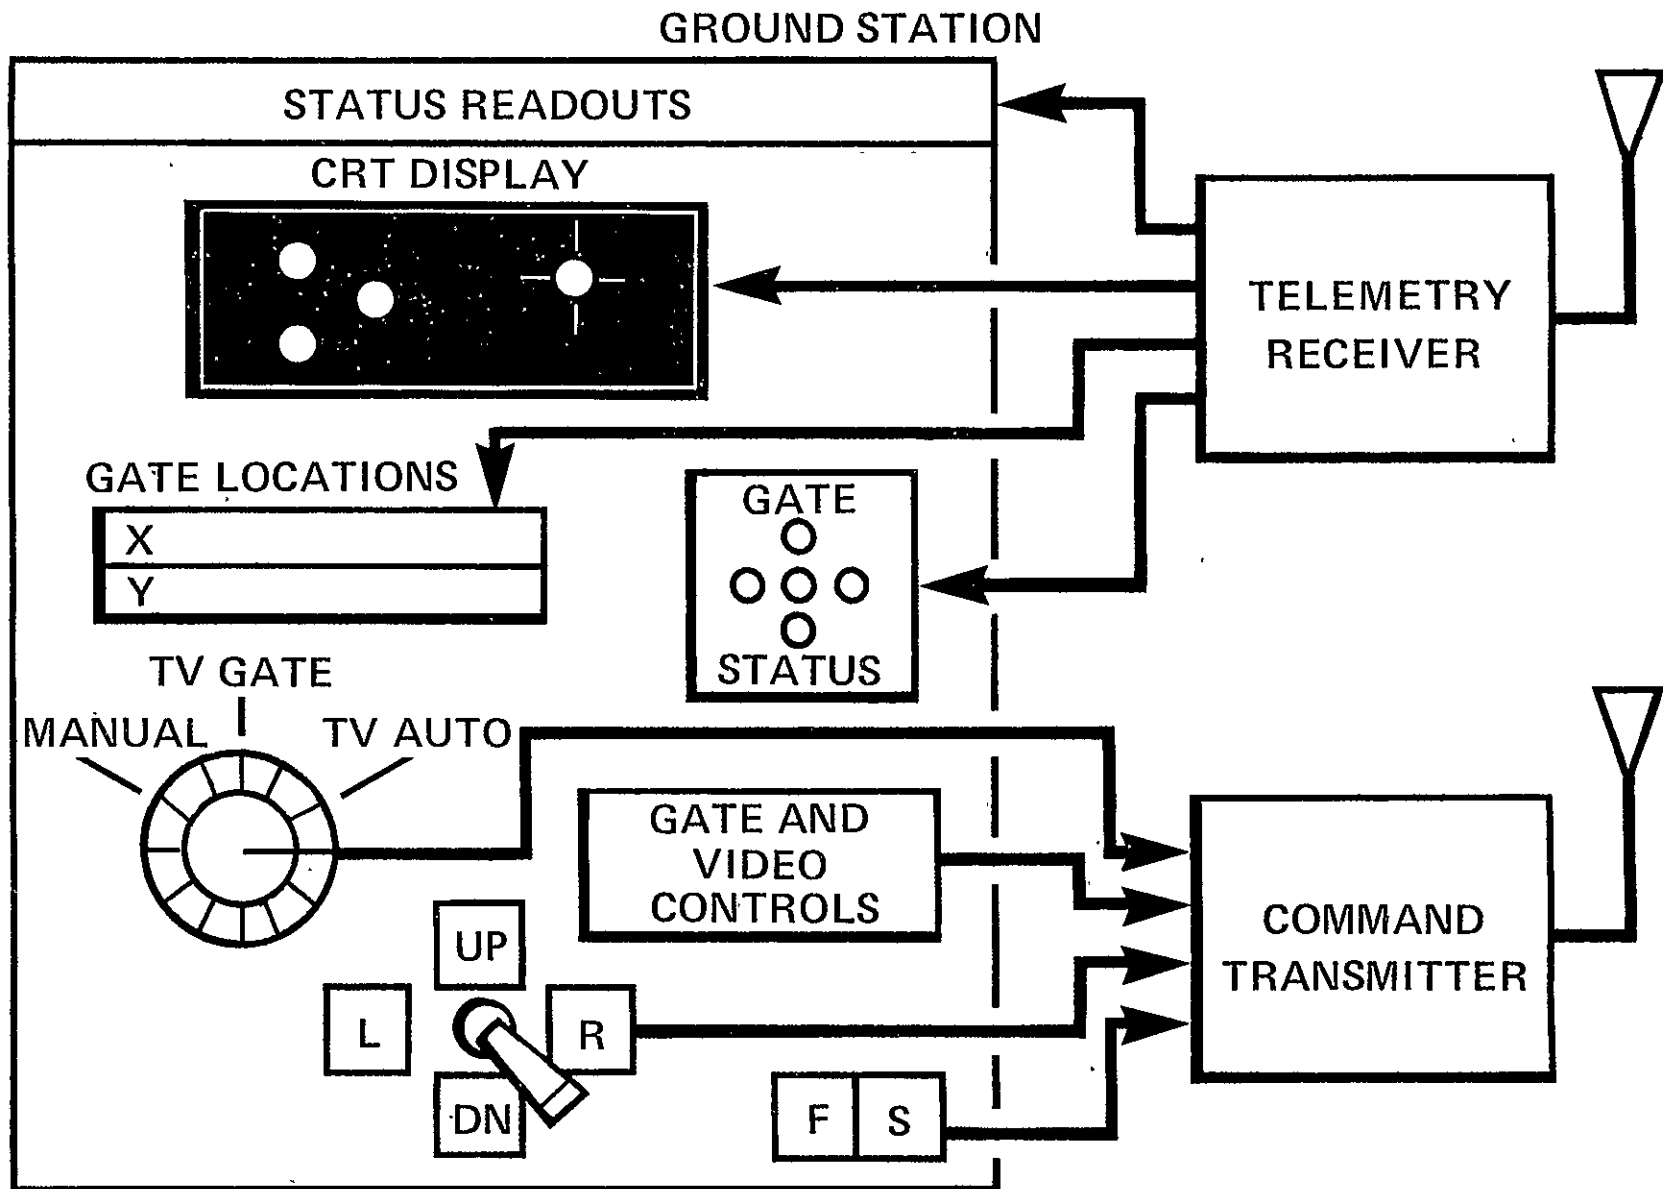 GROUND STATION
STATUS READOUTS
CRT DISPLAY
TELEMETRY
RECEIVER
GATE LOCATIONS
X
Y
GATE
STATUS
TV GATE
MANUAL
TV AUTO
GATE AND
VIDEO
CONTROLS
COMMAND
TRANSMITTER
UP
L
R
DN
F
S